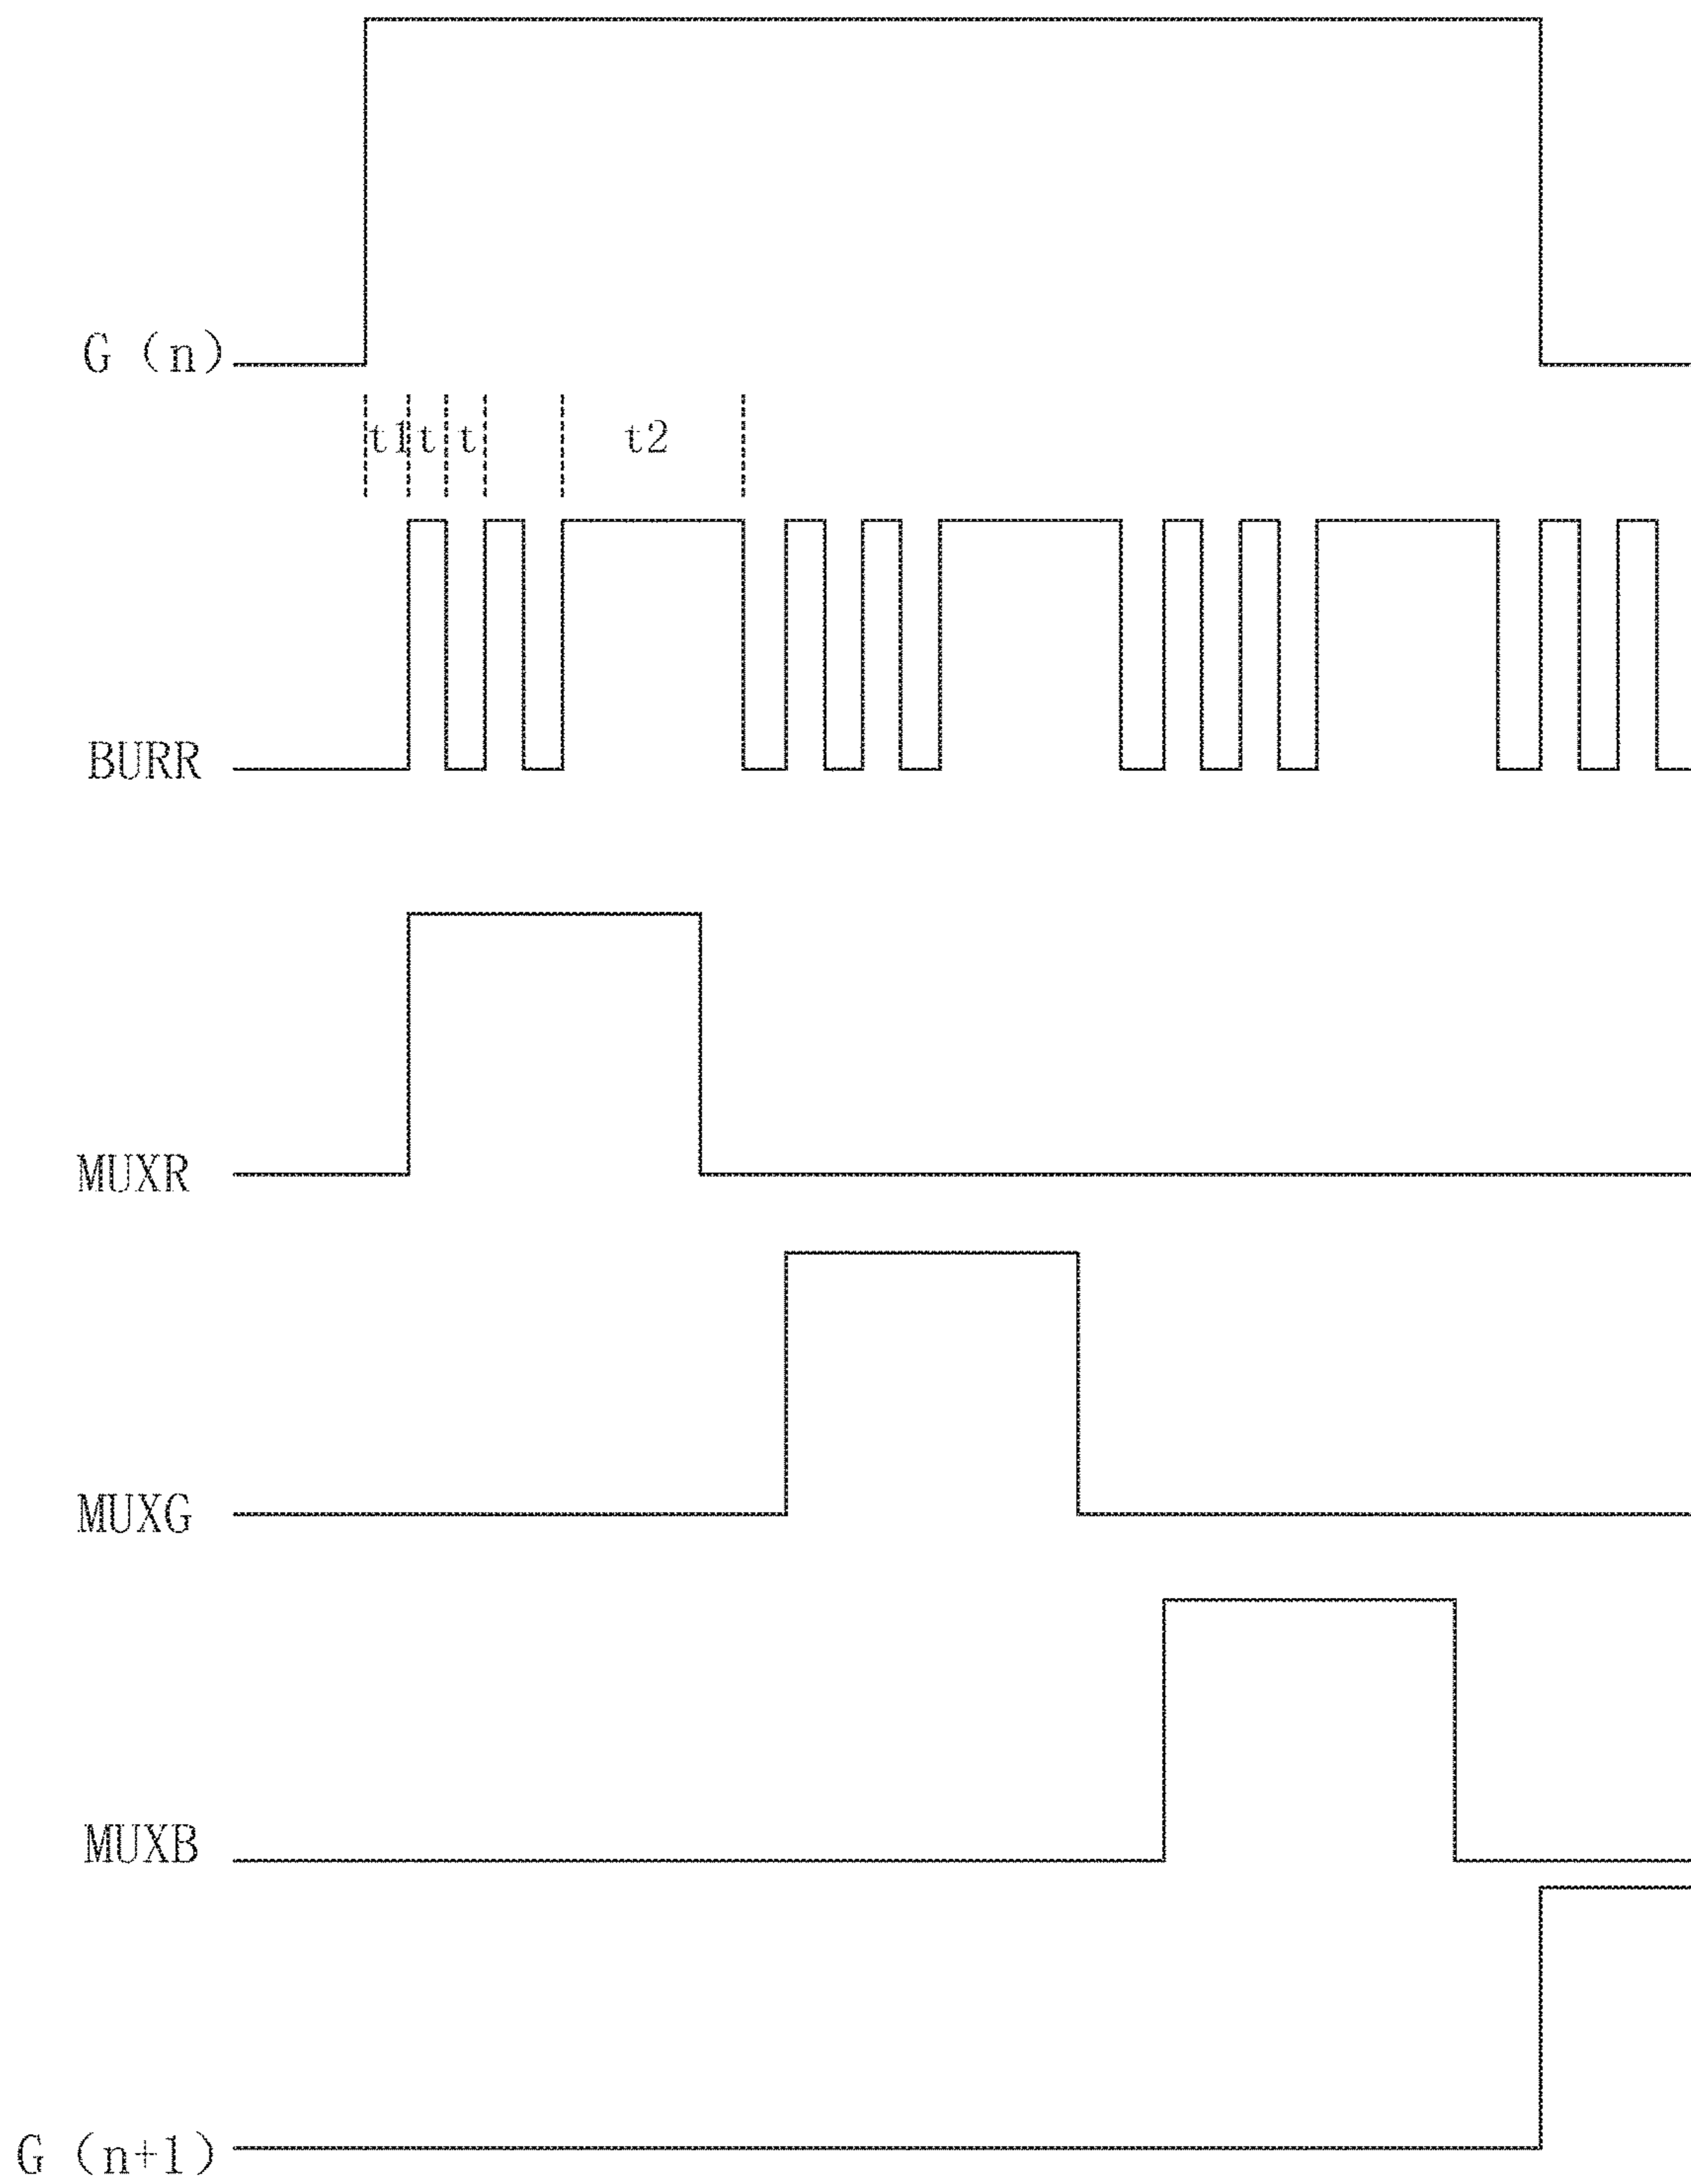 G (n)
t1 t t t2
BURR
MUXR
MUXG
MUXB
G (n+1)